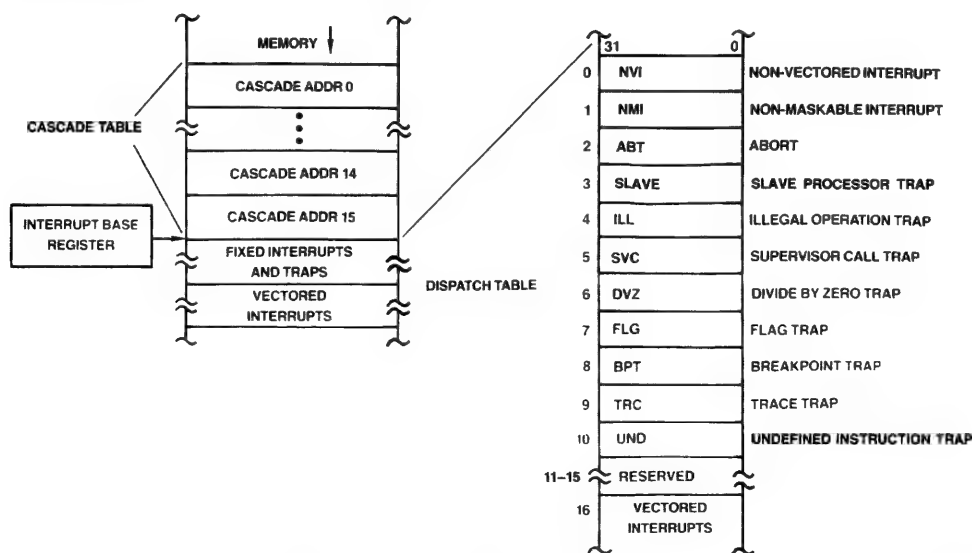 MEMORY
CASCADE ADDR 0
CASCADE TABLE
CASCADE ADDR 14
CASCADE ADDR 15
INTERRUPT BASE
REGISTER
FIXED INTERRUPTS
AND TRAPS
DISPATCH TABLE
VECTORED
INTERRUPTS
31 0
0 NVI NON-VECTORED INTERRUPT
1 NMI NON-MASKABLE INTERRUPT
2 ABT ABORT
3 SLAVE SLAVE PROCESSOR TRAP
4 ILL ILLEGAL OPERATION TRAP
5 SVC SUPERVISOR CALL TRAP
6 DVZ DIVIDE BY ZERO TRAP
7 FLG FLAG TRAP
8 BPT BREAKPOINT TRAP
9 TRC TRACE TRAP
10 UND UNDEFINED INSTRUCTION TRAP
11–15 RESERVED
16 VECTORED
INTERRUPTS